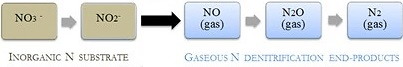 NO3 -
NO2-
NO
(gas)
N2O
(gas)
N2
(gas)
INORGANIC N SUBSTRATE
GASEOUS N DENITRIFICATION END-PRODUCTS